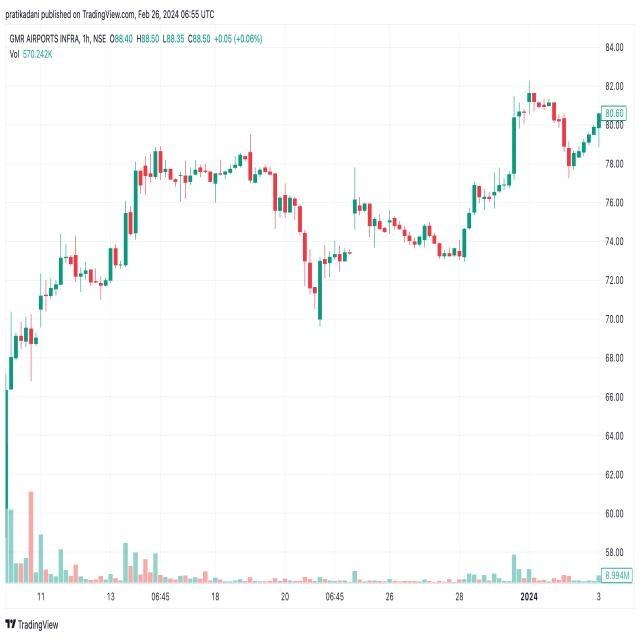 pratikadani published on TradingView.com, Feb 26, 2024 06:55 UTC
GMR AIRPORTS INFRA, 1h, NSE O88.40 H88.50 L88.35 C88.50 +0.05 (+0.06%)
Vol 570.242K
84.00
82.00
80.60
80.00
78.00
76.00
74.00
72.00
70.00
68.00
66.00
64.00
62.00
60.00
58.00
8.994M
11 13 06:45 18 20 06:45 26 28 2024 3
TradingView